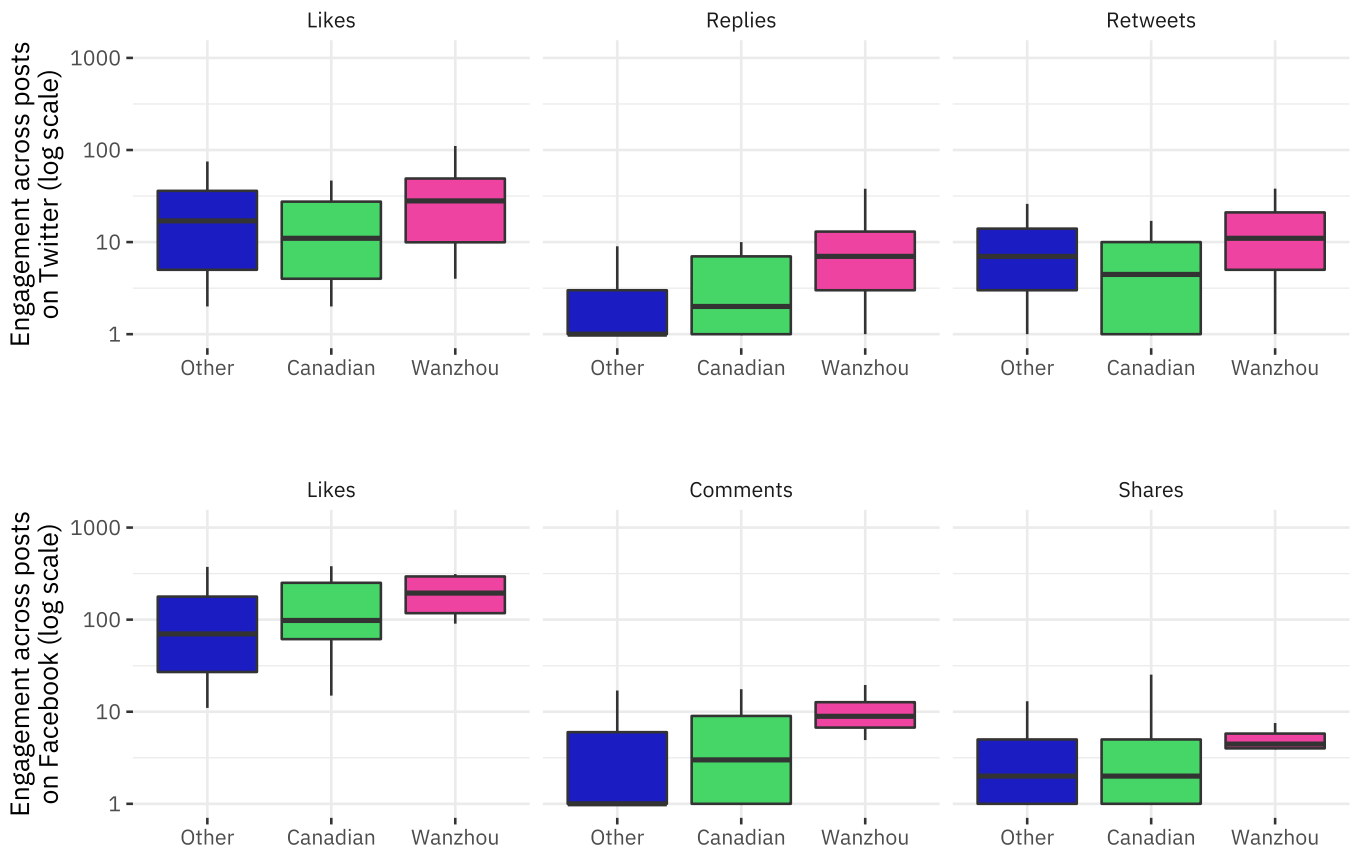 Likes
Replies
Retweets
Engagement across posts
on Twitter (log scale)
1000
100
10
1
Other
Canadian
Wanzhou
Other
Canadian
Wanzhou
Other
Canadian
Wanzhou
Likes
Comments
Shares
Engagement across posts
on Facebook (log scale)
1000
100
10
1
Other
Canadian
Wanzhou
Other
Canadian
Wanzhou
Other
Canadian
Wanzhou